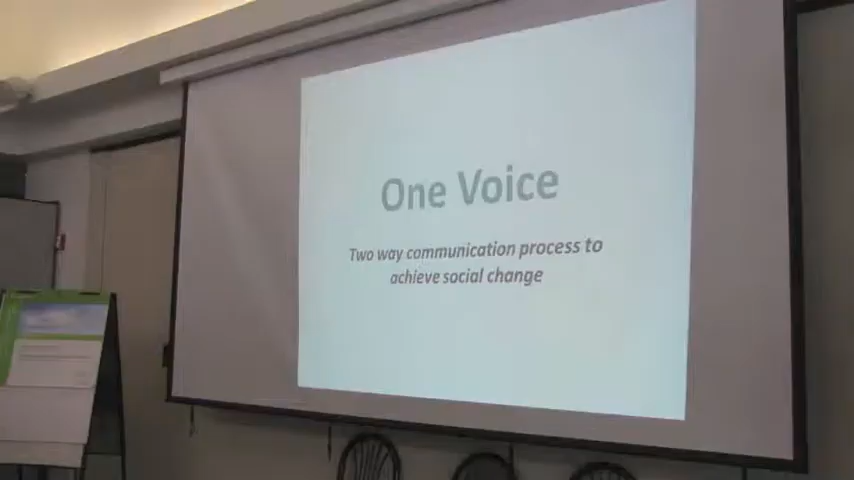 One Voice
Two way communication process to
achieve social change